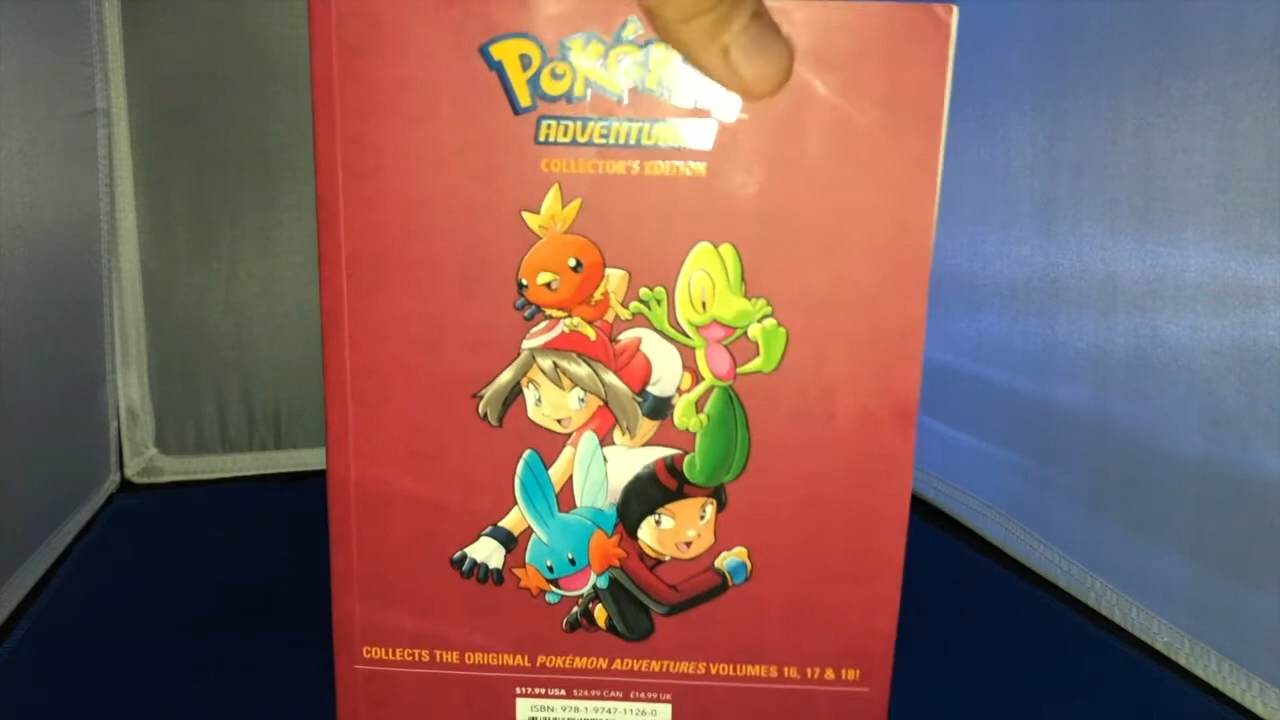 COLLECTOR'S EDITION
COLLECTS THE ORIGINAL POKÉMON ADVENTURES VOLUMES 16, 17 & 18!
$17.99 USA $24.99 CAN £14.99 UK
ISBN: 978-1-9747-1126-0